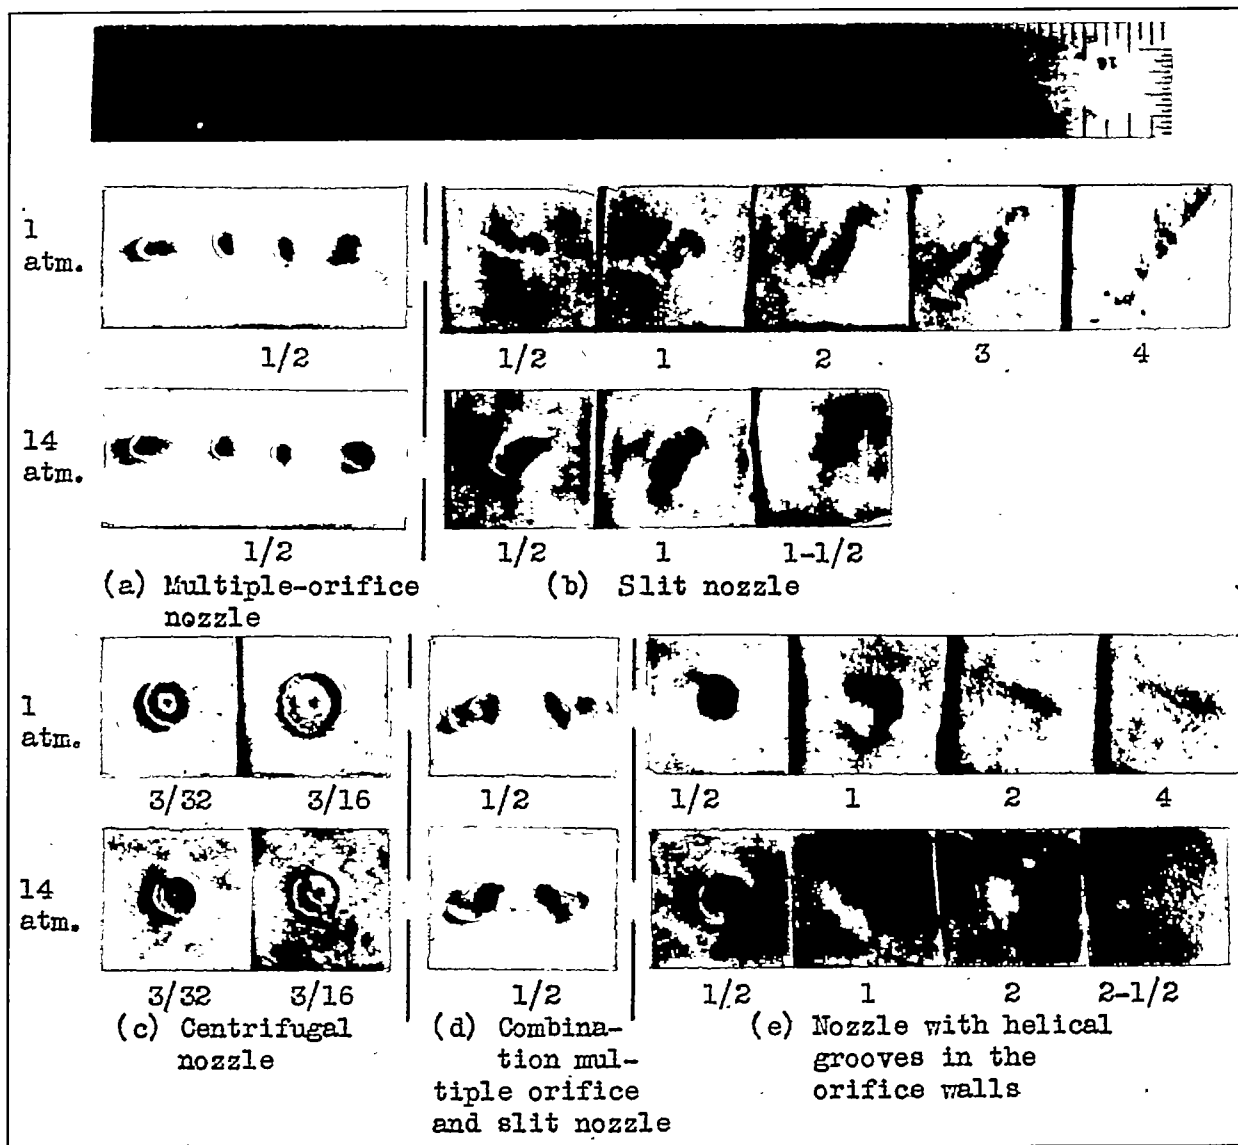 16
1
atm.
1/2
1/2 1 2 3 4
14
atm.
1/2
1/2 1 1-1/2
(a) Multiple-orifice
nozzle
(b) Slit nozzle
1
atm.
3/32 3/16
1/2
1/2 1 2 4
14
atm.
3/32 3/16
1/2
1/2 1 2 2-1/2
(c) Centrifugal
nozzle
(d) Combina-
tion mul-
tiple orifice
and slit nozzle
(e) Nozzle with helical
grooves in the
orifice walls